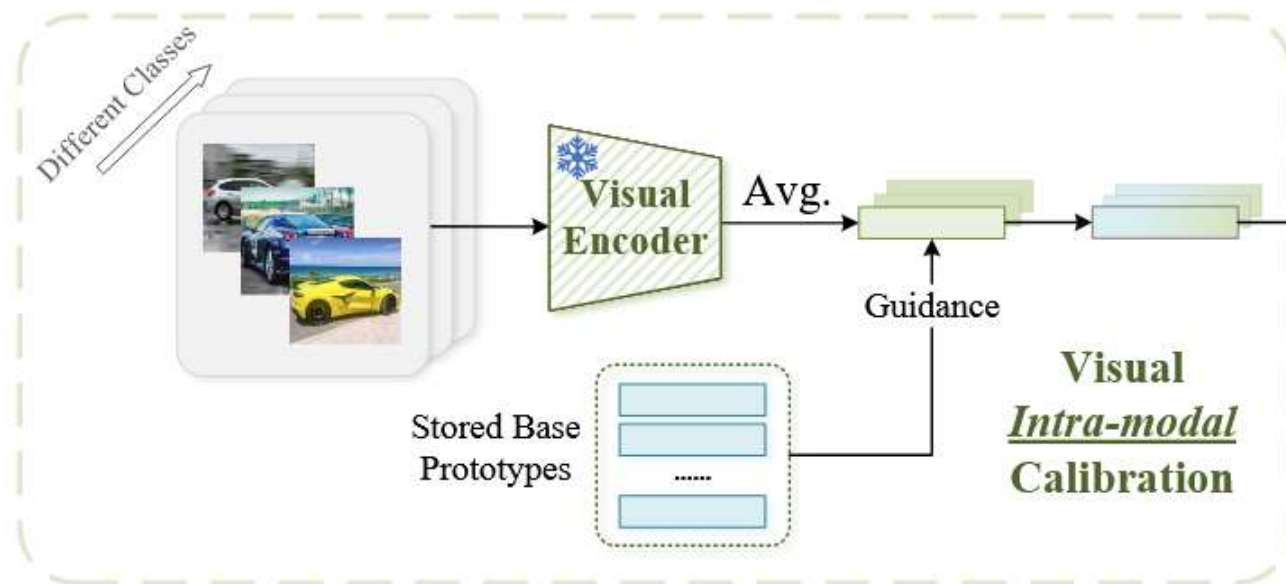 Different Classes
Visual
Encoder
Avg.
Guidance
Stored Base
Prototypes
......
Visual
Intra-modal
Calibration